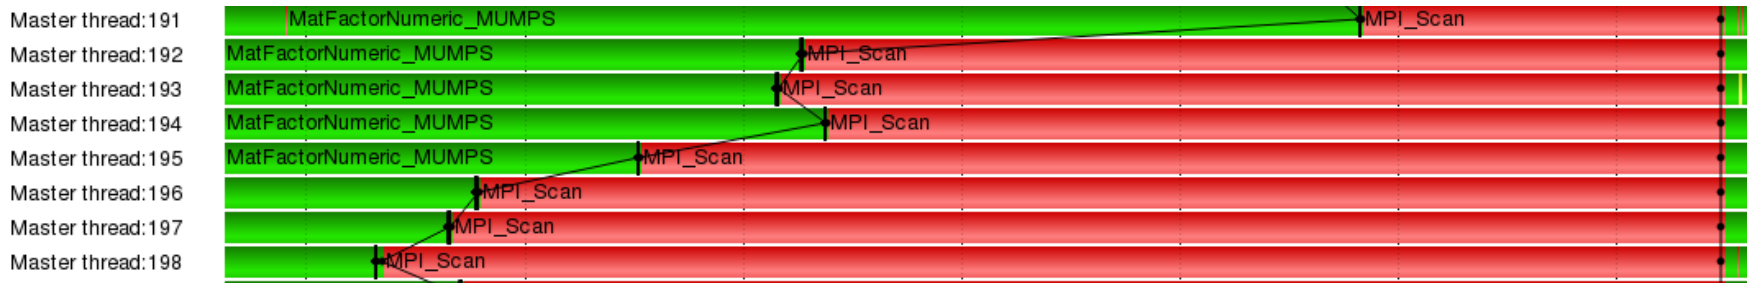 Master thread:191 MatFactorNumeric_MUMPS MPI_Scan
Master thread:192 MatFactorNumeric_MUMPS MPI_Scan
Master thread:193 MatFactorNumeric_MUMPS MPI_Scan
Master thread:194 MatFactorNumeric_MUMPS MPI_Scan
Master thread:195 MatFactorNumeric_MUMPS MPI_Scan
Master thread:196 MPI_Scan
Master thread:197 MPI_Scan
Master thread:198 MPI_Scan